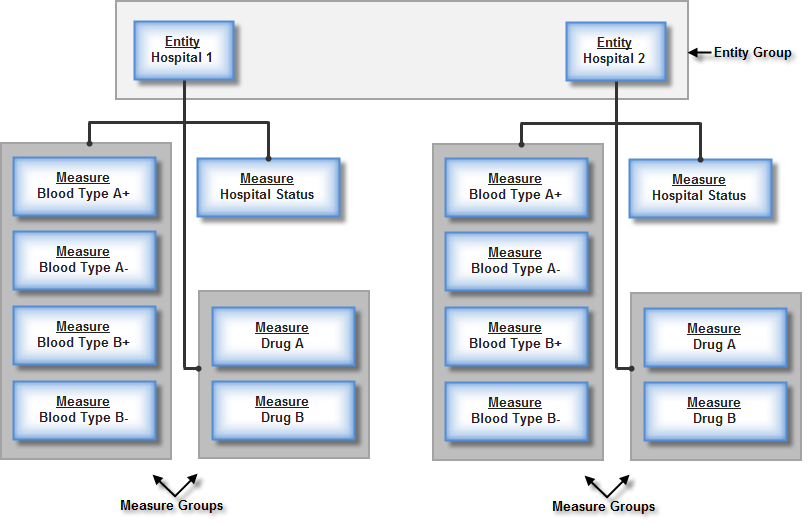 Entity
Hospital 1
Entity
Hospital 2
Entity Group
Measure
Blood Type A+
Measure
Hospital Status
Measure
Blood Type A-
Measure
Blood Type B+
Measure
Drug A
Measure
Blood Type B-
Measure
Drug B
Measure Groups
Measure
Blood Type A+
Measure
Hospital Status
Measure
Blood Type A-
Measure
Blood Type B+
Measure
Drug A
Measure
Blood Type B-
Measure
Drug B
Measure Groups